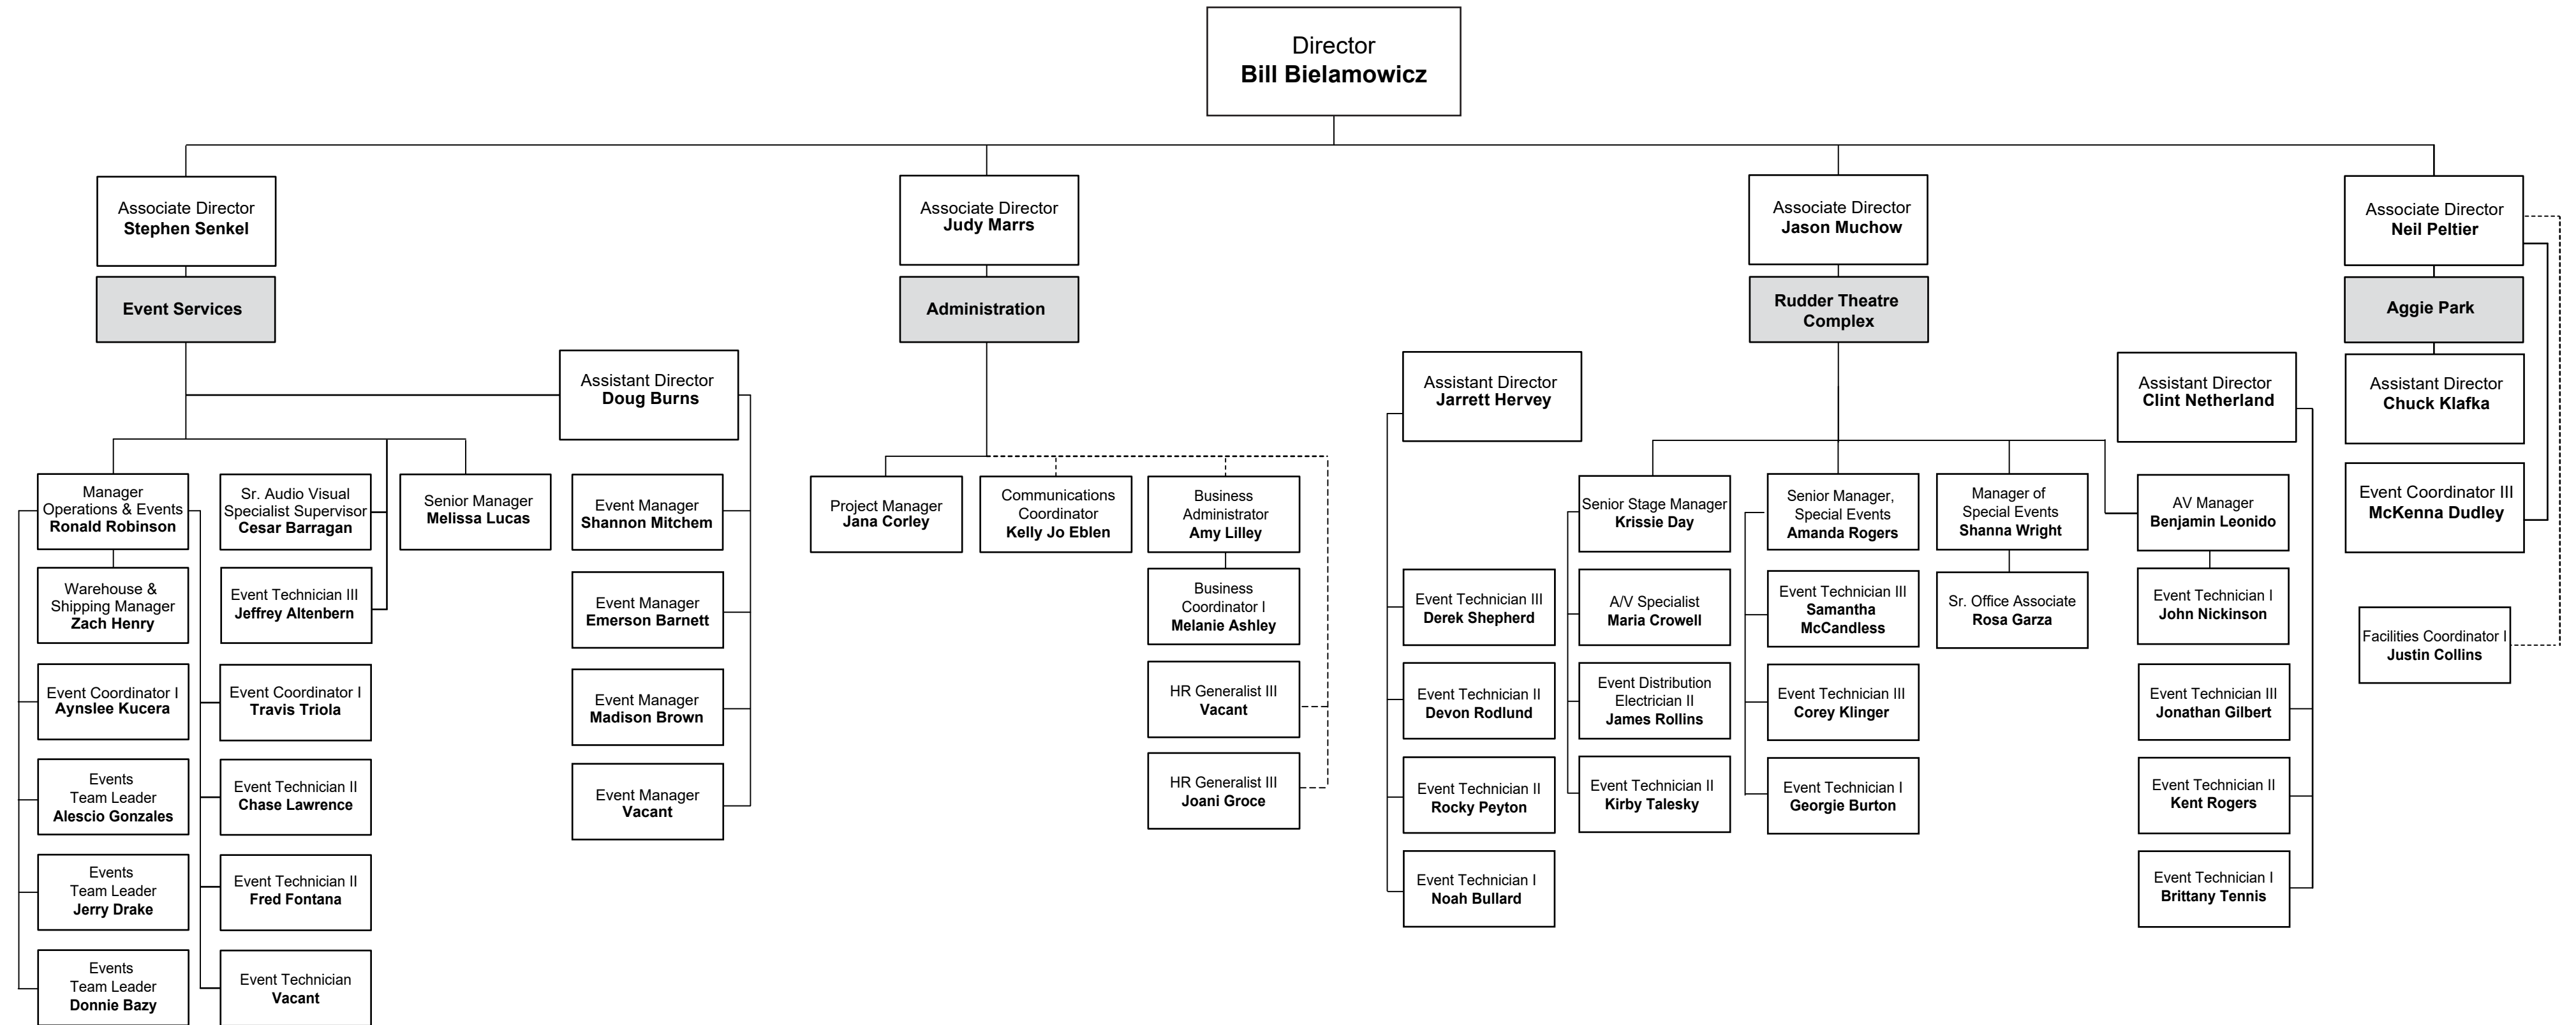 Director
Bill Bielamowicz
Associate Director
Stephen Senkel
Event Services
Assistant Director
Doug Burns
Manager
Operations & Events
Ronald Robinson
Warehouse &
Shipping Manager
Zach Henry
Event Coordinator I
Aynslee Kucera
Events
Team Leader
Alescio Gonzales
Events
Team Leader
Jerry Drake
Events
Team Leader
Donnie Bazy
Sr. Audio Visual
Specialist Supervisor
Cesar Barragan
Event Technician III
Jeffrey Altenbern
Event Coordinator I
Travis Triola
Event Technician II
Chase Lawrence
Event Technician II
Fred Fontana
Event Technician
Vacant
Senior Manager
Melissa Lucas
Event Manager
Shannon Mitchem
Event Manager
Emerson Barnett
Event Manager
Madison Brown
Event Manager
Vacant
Associate Director
Judy Marrs
Administration
Project Manager
Jana Corley
Communications
Coordinator
Kelly Jo Eblen
Business
Administrator
Amy Lilley
Business
Coordinator I
Melanie Ashley
HR Generalist III
Vacant
HR Generalist III
Joani Groce
Associate Director
Jason Muchow
Rudder Theatre
Complex
Assistant Director
Jarrett Hervey
Event Technician III
Derek Shepherd
Event Technician II
Devon Rodlund
Event Technician II
Rocky Peyton
Event Technician I
Noah Bullard
Senior Stage Manager
Krissie Day
A/V Specialist
Maria Crowell
Event Distribution
Electrician II
James Rollins
Event Technician II
Kirby Talesky
Senior Manager,
Special Events
Amanda Rogers
Event Technician III
Samantha
McCandless
Event Technician III
Corey Klinger
Event Technician I
Georgie Burton
Manager of
Special Events
Shanna Wright
Sr. Office Associate
Rosa Garza
Assistant Director
Clint Netherland
AV Manager
Benjamin Leonido
Event Technician I
John Nickinson
Event Technician III
Jonathan Gilbert
Event Technician II
Kent Rogers
Event Technician I
Brittany Tennis
Associate Director
Neil Peltier
Aggie Park
Assistant Director
Chuck Klafka
Event Coordinator III
McKenna Dudley
Facilities Coordinator I
Justin Collins